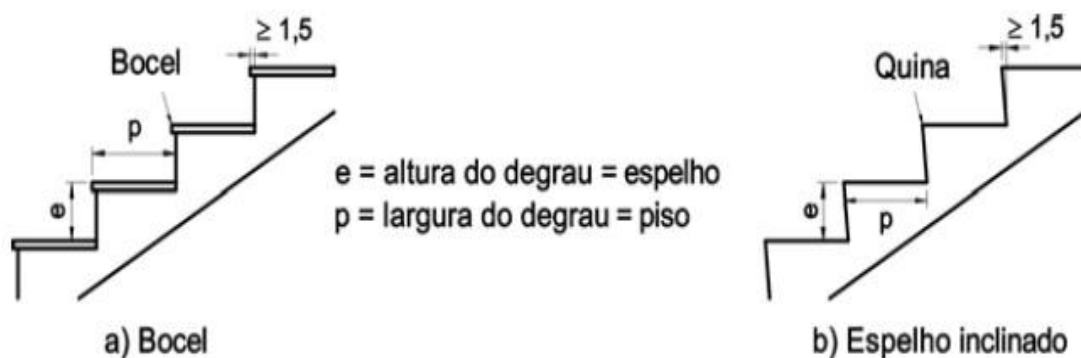 ≥ 1,5
Bocel
p
e
e = altura do degrau = espelho
p = largura do degrau = piso
a) Bocel
≥ 1,5
Quina
e
p
b) Espelho inclinado